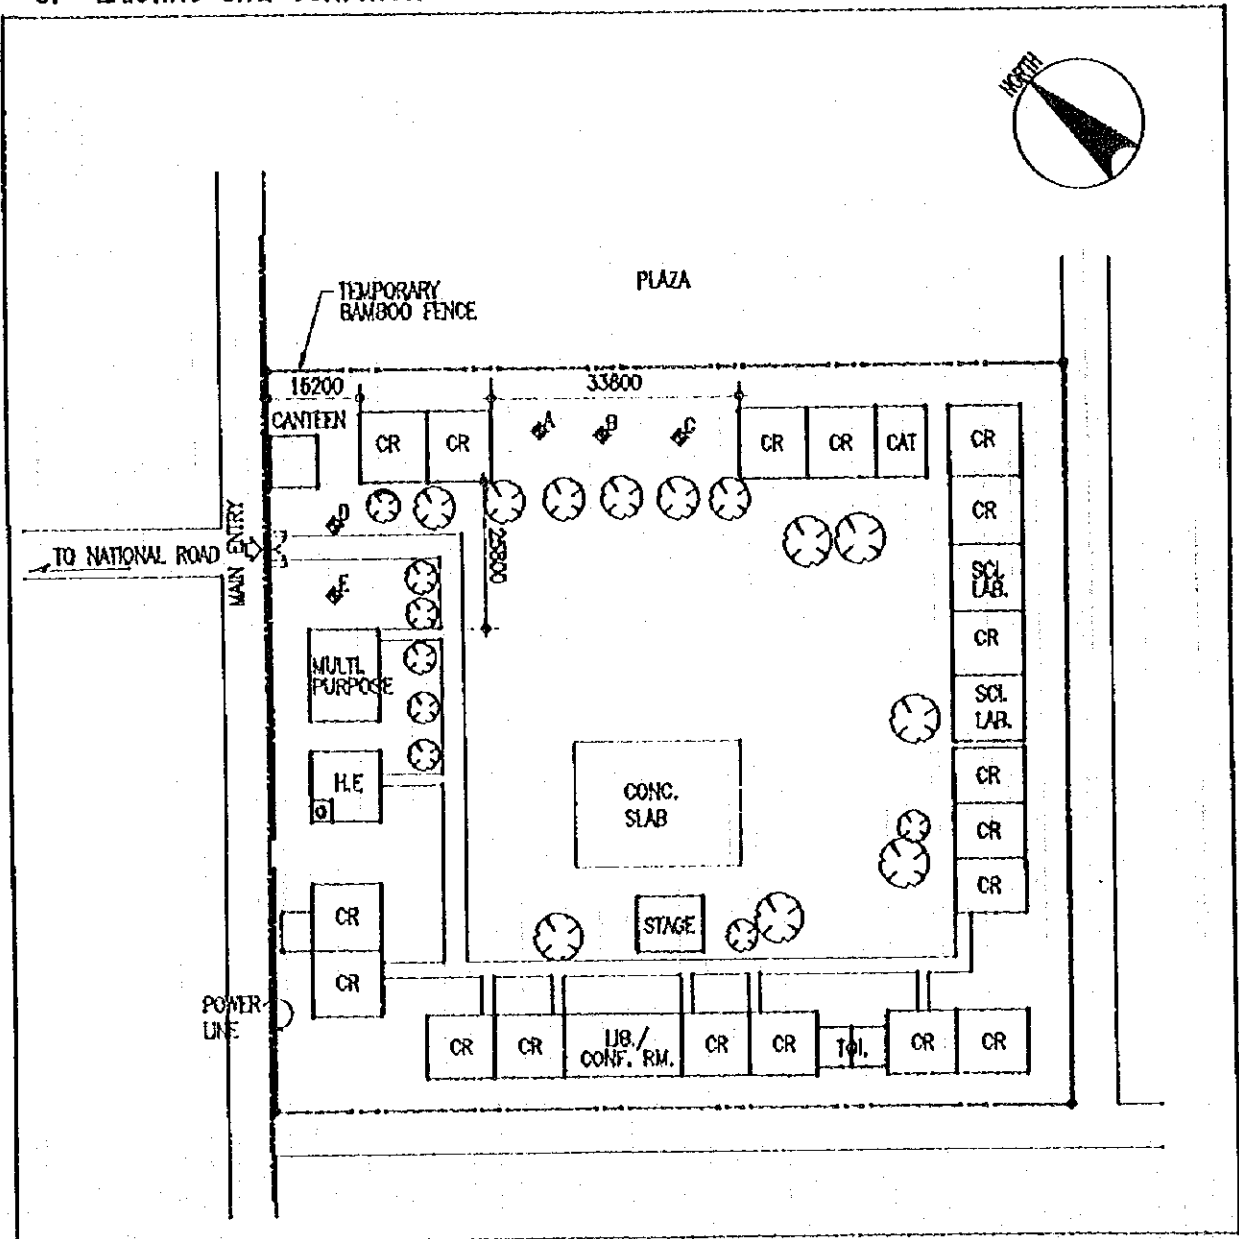 NORTH
PLAZA
TEMPORARY
BAMBOO FENCE
15200
33800
CANTEEN
CR
CR
A
B
C
CR
CR
CAT
CR
D
CR
MAIN ENTRY
TO NATIONAL ROAD
25800
E
SCI.
LAB.
CR
MULTI.
PURPOSE
SCI.
LAB.
H.E
CONC.
SLAB
CR
CR
CR
CR
STAGE
CR
POWER
LINE
CR
CR
LIB./
CONF. RM.
CR
CR
TOI.
CR
CR